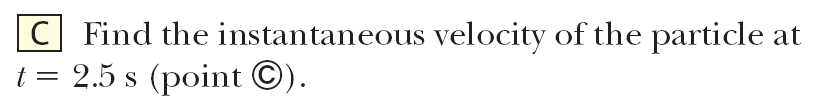 C Find the instantaneous velocity of the particle at
t = 2.5 s (point Ⓒ).